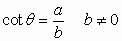 cot θ = a/b   b ≠ 0